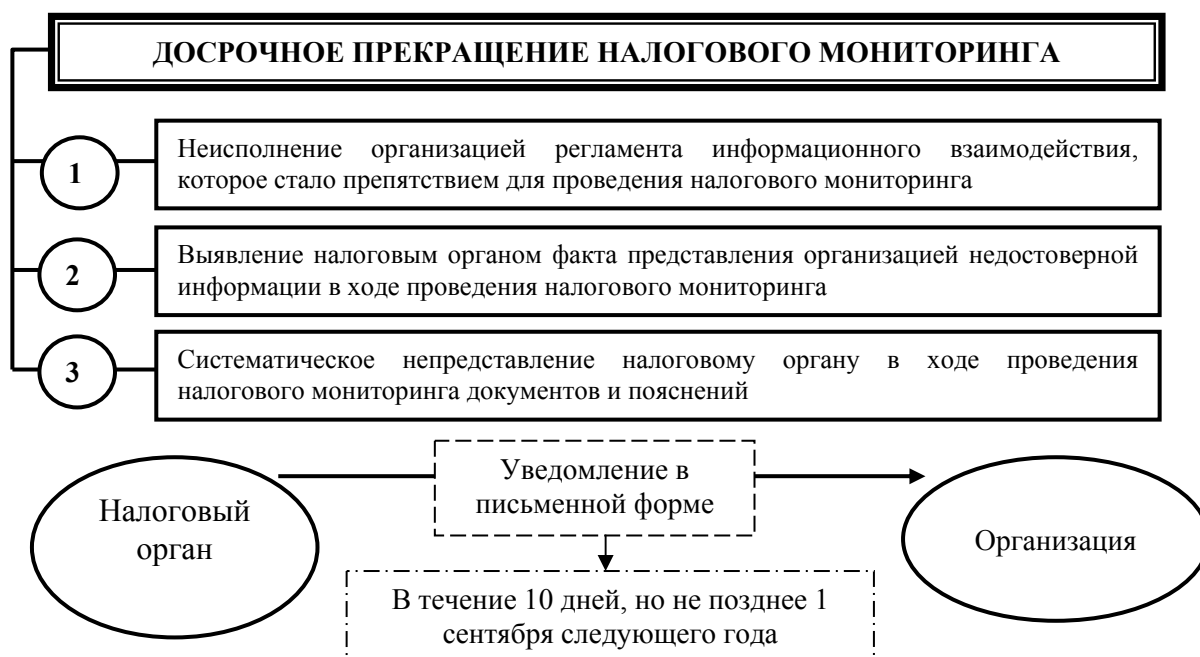 ДОСРОЧНОЕ ПРЕКРАЩЕНИЕ НАЛОГОВОГО МОНИТОРИНГА
1
Неисполнение организацией регламента информационного взаимодействия,
которое стало препятствием для проведения налогового мониторинга
2
Выявление налоговым органом факта представления организацией недостоверной
информации в ходе проведения налогового мониторинга
3
Систематическое непредставление налоговому органу в ходе проведения
налогового мониторинга документов и пояснений
Налоговый
орган
Уведомление в
письменной форме
Организация
В течение 10 дней, но не позднее 1
сентября следующего года